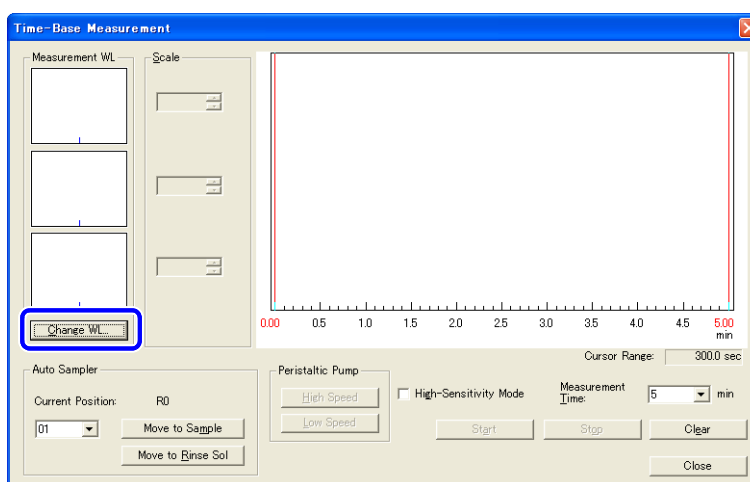 Time-Base Measurement
Measurement WL
Scale
Change WL...
0.00 0.5 1.0 1.5 2.0 2.5 3.0 3.5 4.0 4.5 5.00
min
Cursor Range: 300.0 sec
Auto Sampler
Current Position: R0
01
Move to Sample
Move to Rinse Sol
Peristaltic Pump
High Speed
Low Speed
High-Sensitivity Mode
Measurement
Time: 5 min
Start Stop Clear
Close